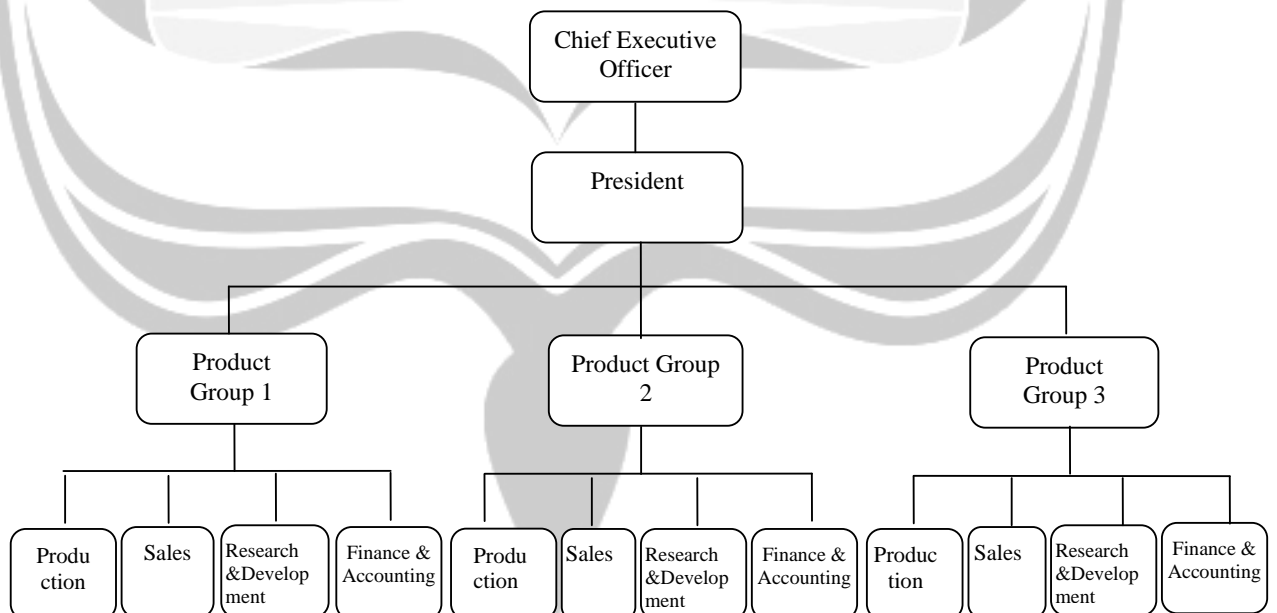 Chief Executive
Officer
President
Product
Group 1
Product Group
2
Product
Group 3
Produ
ction
Sales
Research
&Develop
ment
Finance &
Accounting
Produ
ction
Sales
Research
&Develop
ment
Finance &
Accounting
Produc
tion
Sales
Research
&Develop
ment
Finance &
Accounting